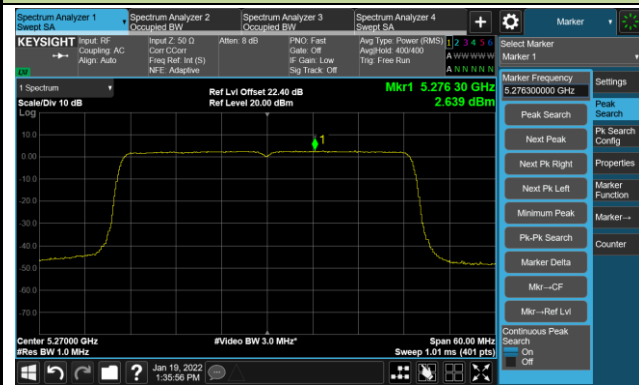 Spectrum Analyzer 1
Swept SA
Spectrum Analyzer 2
Occupied BW
Spectrum Analyzer 3
Occupied BW
Spectrum Analyzer 4
Swept SA
+
Marker
KEYSIGHT
Input: RF
Coupling: AC
Align: Auto
Input Z: 50 Ω
Corr CCorr
Freq Ref: Int (S)
NFE: Adaptive
Atten: 8 dB
PNO: Fast
Gate: Off
IF Gain: Low
Sig Track: Off
Avg Type: Power (RMS)
Avg|Hold: 400/400
Trig: Free Run
1 2 3 4 5 6
A W W W W W
A N N N N N
LXI
Select Marker
Marker 1
1 Spectrum
Scale/Div 10 dB
Log
Ref Lvl Offset 22.40 dB
Ref Level 20.00 dBm
Mkr1 5.276 30 GHz
2.639 dBm
1
10.0
0.00
-10.0
-20.0
-30.0
-40.0
-50.0
-60.0
-70.0
Center 5.27000 GHz
#Res BW 1.0 MHz
#Video BW 3.0 MHz*
Span 60.00 MHz
Sweep 1.01 ms (401 pts)
Marker Frequency
5.276300000 GHz
Peak Search
Next Peak
Next Pk Right
Next Pk Left
Minimum Peak
Pk-Pk Search
Marker Delta
Mkr→CF
Mkr→Ref Lvl
Continuous Peak
Search
On
Off
Settings
Peak
Search
Pk Search
Config
Properties
Marker
Function
Marker→
Counter
?
Jan 19, 2022
1:35:56 PM